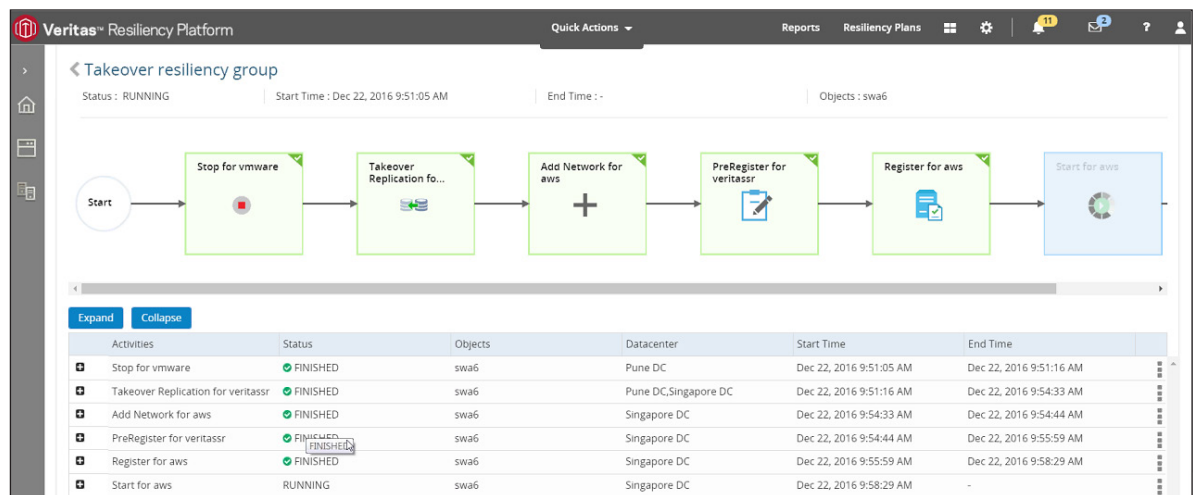 Veritas™ Resiliency Platform Quick Actions Reports Resiliency Plans 11 2 ?
Takeover resiliency group
Status : RUNNING Start Time : Dec 22, 2016 9:51:05 AM End Time : - Objects : swa6
Start
Stop for vmware
Takeover
Replication fo...
Add Network for
aws
PreRegister for
veritassr
Register for aws
Start for aws
Expand Collapse
Activities Status Objects Datacenter Start Time End Time
Stop for vmware FINISHED swa6 Pune DC Dec 22, 2016 9:51:05 AM Dec 22, 2016 9:51:16 AM
Takeover Replication for veritassr FINISHED swa6 Pune DC,Singapore DC Dec 22, 2016 9:51:16 AM Dec 22, 2016 9:54:33 AM
Add Network for aws FINISHED swa6 Singapore DC Dec 22, 2016 9:54:33 AM Dec 22, 2016 9:54:44 AM
PreRegister for veritassr FINISHED swa6 Singapore DC Dec 22, 2016 9:54:44 AM Dec 22, 2016 9:55:59 AM
FINISHED
Register for aws FINISHED swa6 Singapore DC Dec 22, 2016 9:55:59 AM Dec 22, 2016 9:58:29 AM
Start for aws RUNNING swa6 Singapore DC Dec 22, 2016 9:58:29 AM -